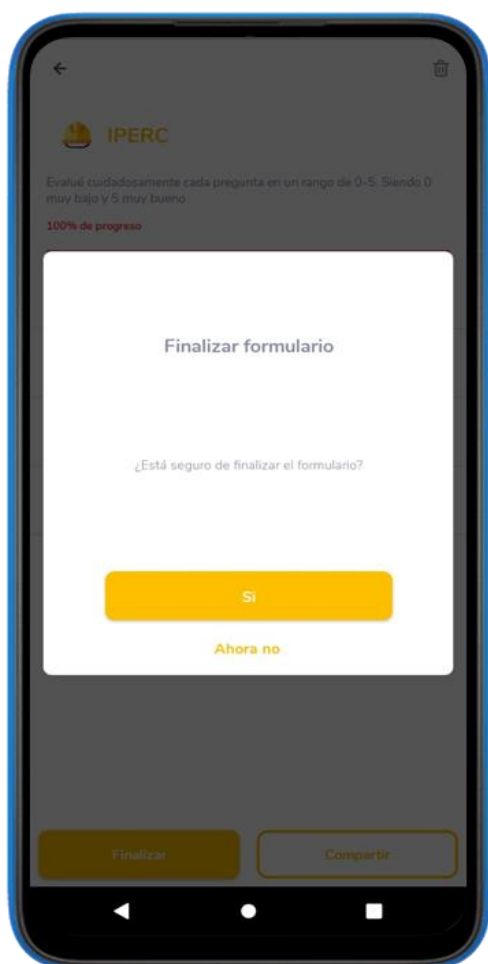 IPERC
Evalué cuidadosamente cada pregunta en un rango de 0-5. Siendo 0
muy bajo y 5 muy bueno
100% de progreso
Finalizar formulario
¿Está seguro de finalizar el formulario?
Si
Ahora no
Finalizar
Compartir